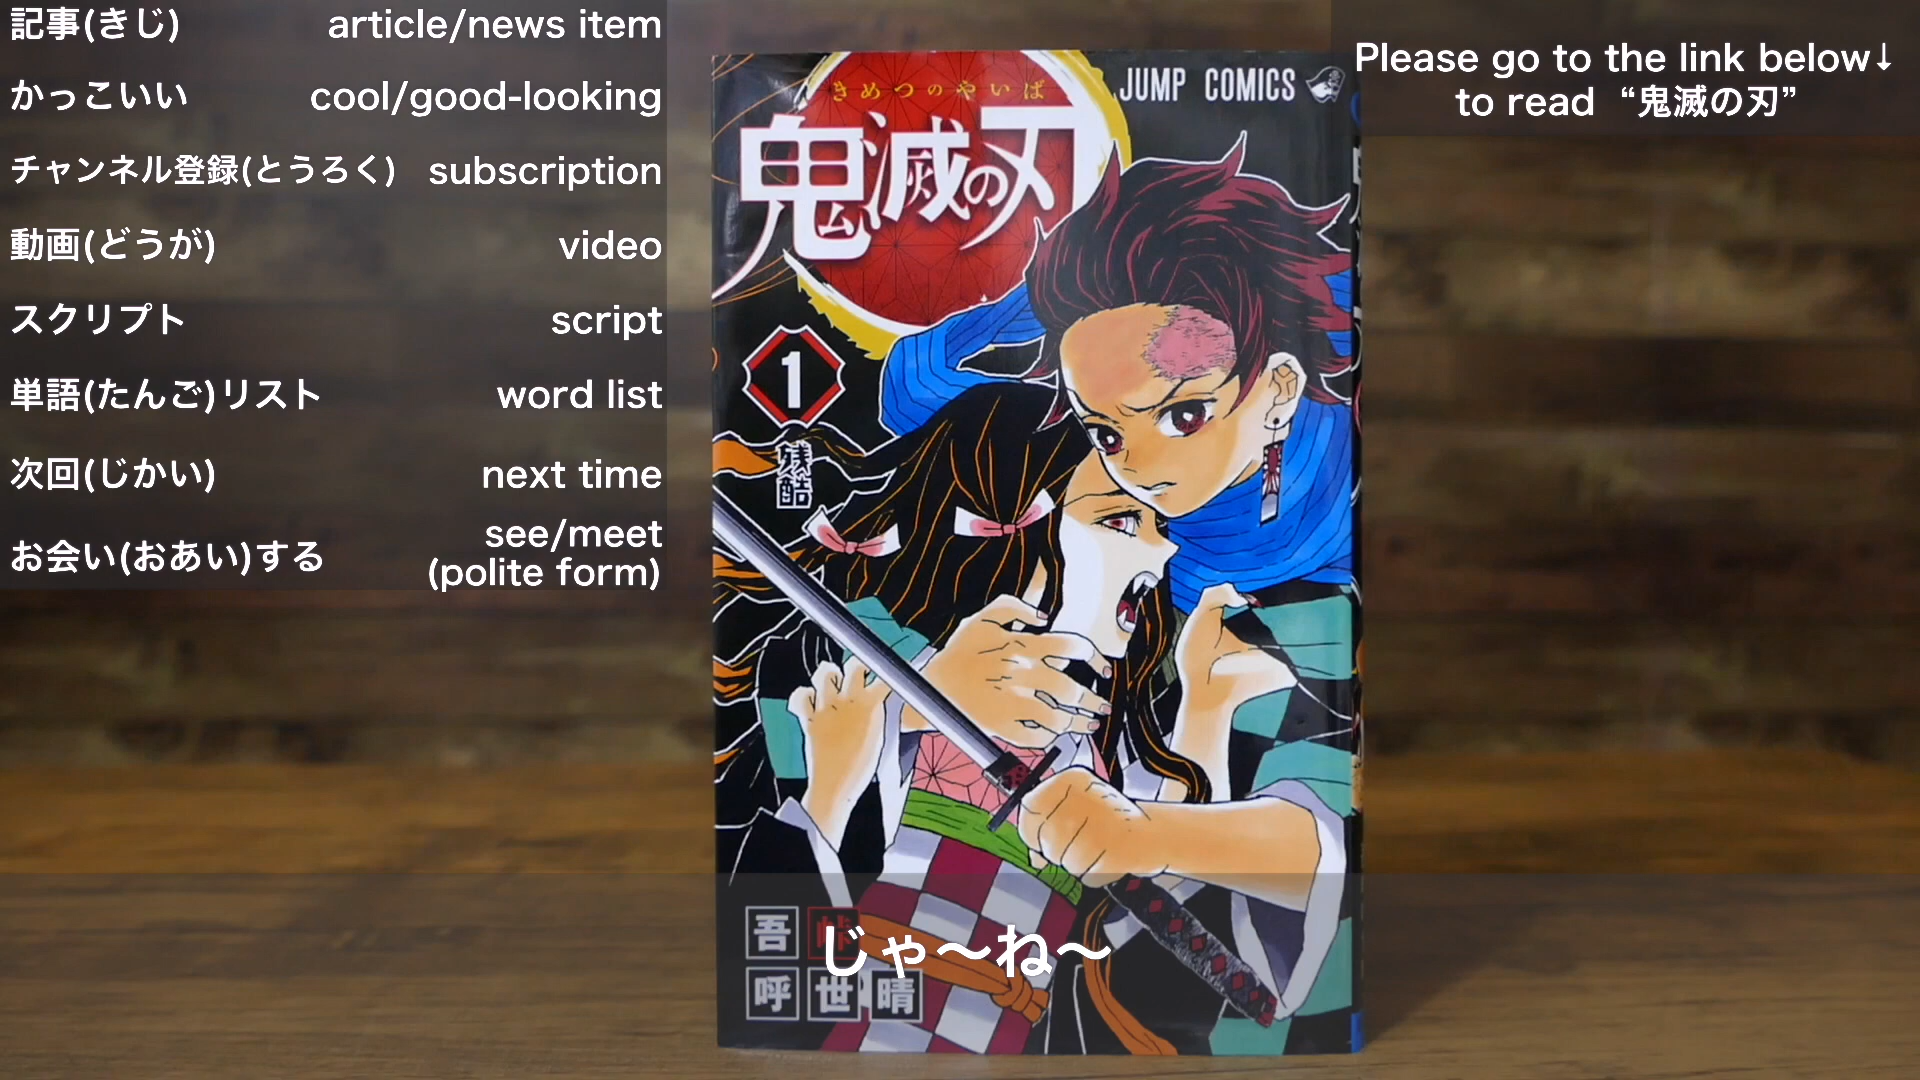 記事(きじ) article/news item
かっこいい cool/good-looking
チャンネル登録(とうろく) subscription
動画(どうが) video
スクリプト script
単語(たんご)リスト word list
次回(じかい) next time
お会い(おあい)する see/meet
(polite form)
Please go to the link below↓
to read “鬼滅の刃”
JUMP COMICS
きめつのやいば
鬼滅の刃
1
残酷
吾峠
呼世晴
じゃ〜ね〜